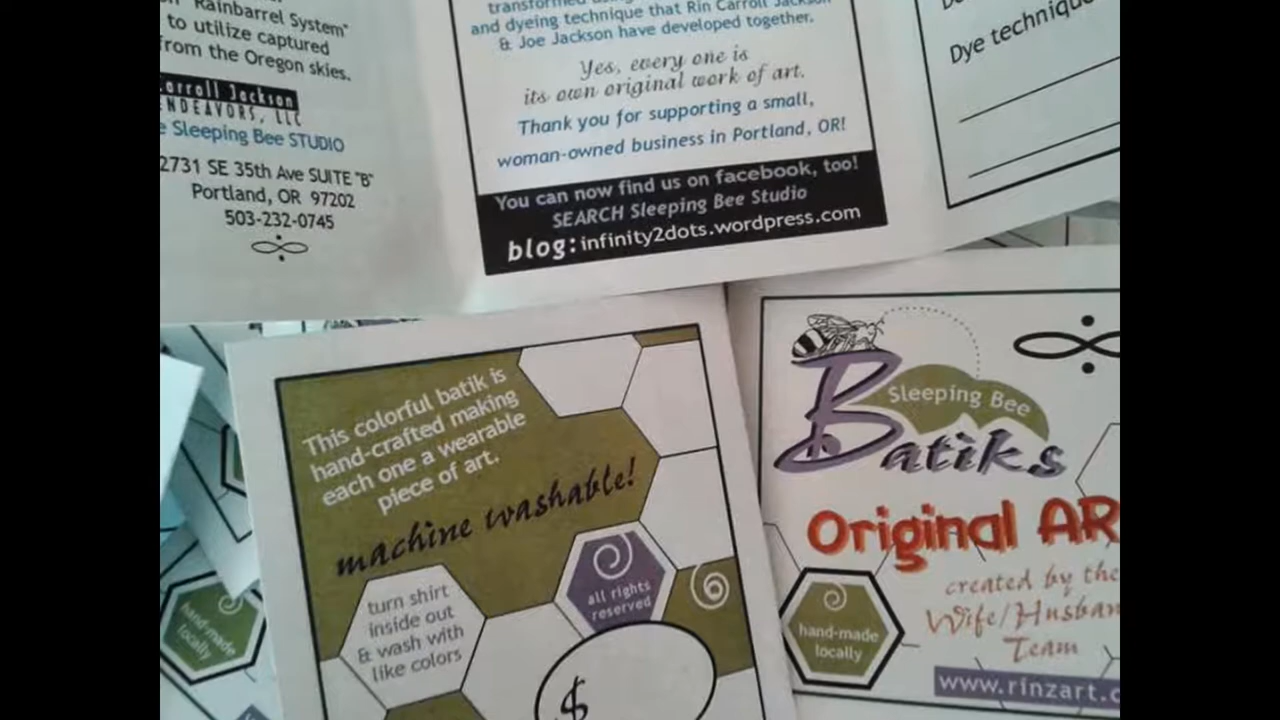 "Rainbarrel System"
to utilize captured
from the Oregon skies.
Carroll Jackson
ENDEAVORS, LLC
Sleeping Bee STUDIO
2731 SE 35th Ave SUITE "B"
Portland, OR 97202
503-232-0745
transformed using
and dyeing technique that Rin Carroll Jackson
& Joe Jackson have developed together.
Yes, every one is
its own original work of art.
Thank you for supporting a small,
woman-owned business in Portland, OR!
You can now find us on facebook, too!
SEARCH Sleeping Bee Studio
blog: infinity2dots.wordpress.com
Dye technique
This colorful batik is
hand-crafted making
each one a wearable
piece of art.
machine washable!
turn shirt
inside out
& wash with
like colors
all rights
reserved
$
hand-made
locally
Sleeping Bee
Batiks
Original AR
created by the
Wife/Husban
Team
hand-made
locally
www.rinzart.c